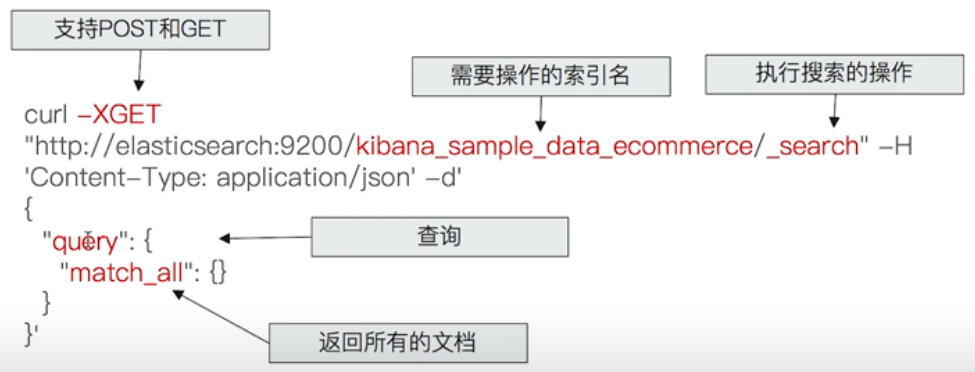 支持POST和GET
需要操作的索引名
执行搜索的操作
curl -XGET
"http://elasticsearch:9200/kibana_sample_data_ecommerce/_search" -H
'Content-Type: application/json' -d'
{
"query": {
查询
"match_all": {}
}
}'
返回所有的文档